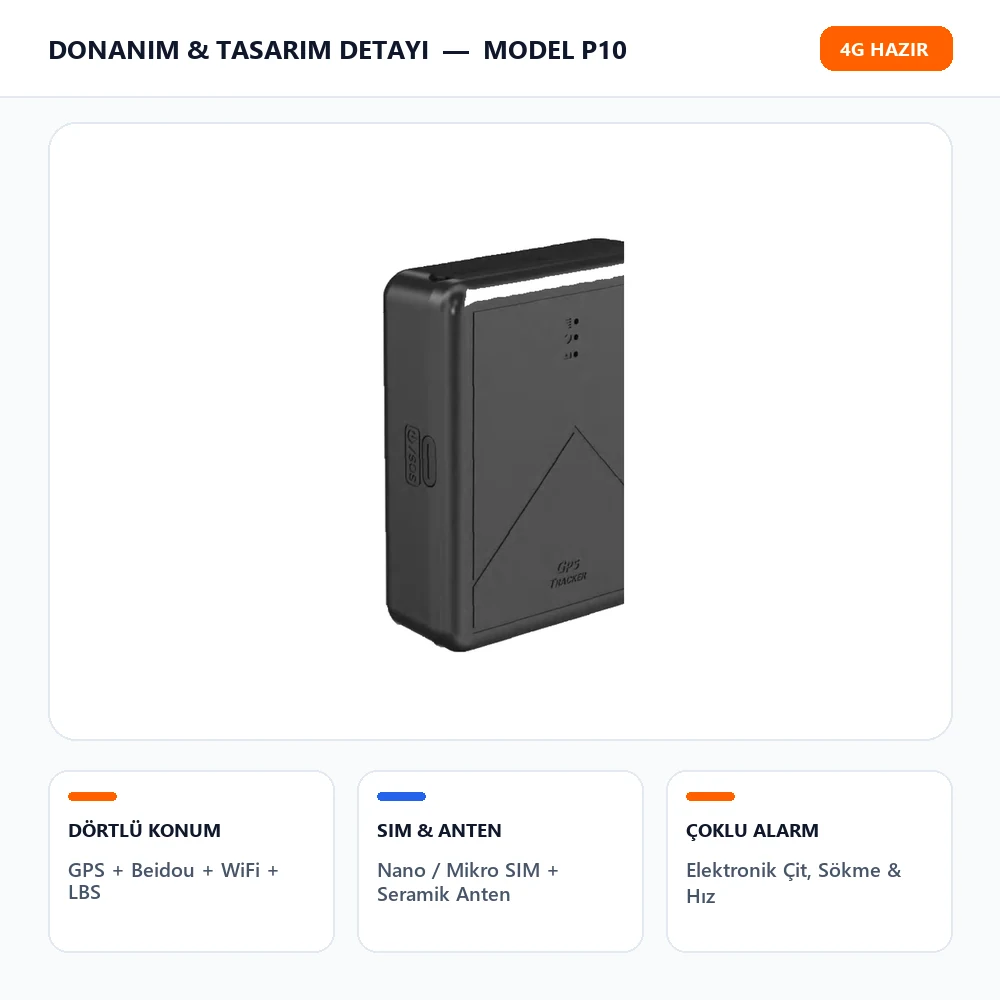 DONANIM & TASARIM DETAYI — MODEL P10
4G HAZIR
SOS/
GPS
TRACKER
DÖRTLÜ KONUM
GPS + Beidou + WiFi +
LBS
SIM & ANTEN
Nano / Mikro SIM +
Seramik Anten
ÇOKLU ALARM
Elektronik Çit, Sökme &
Hız